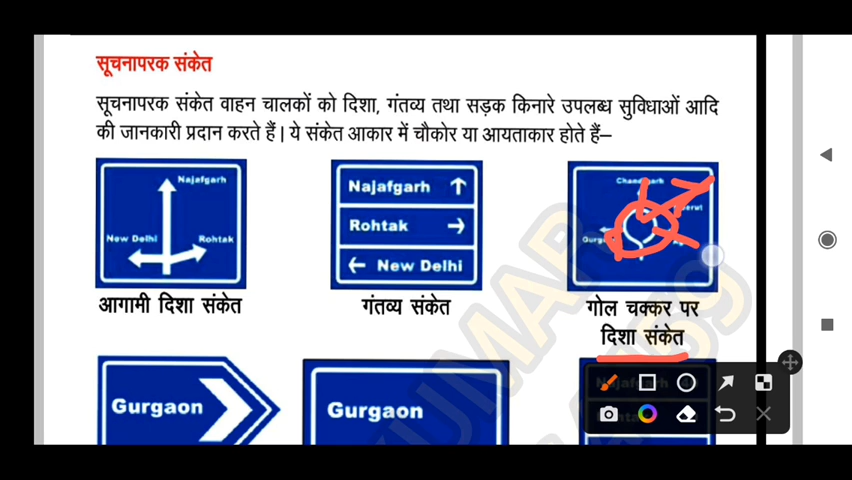 सूचनापरक संकेत
सूचनापरक संकेत वाहन चालकों को दिशा, गंतव्य तथा सड़क किनारे उपलब्ध सुविधाओं आदि
की जानकारी प्रदान करते हैं। ये संकेत आकार में चौकोर या आयताकार होते हैं—
Najafgarh
New Delhi
Rohtak
Najafgarh
Rohtak
New Delhi
आगामी दिशा संकेत
गंतव्य संकेत
गोल चक्कर पर
दिशा संकेत
Gurgaon
Gurgaon
Najafgarh